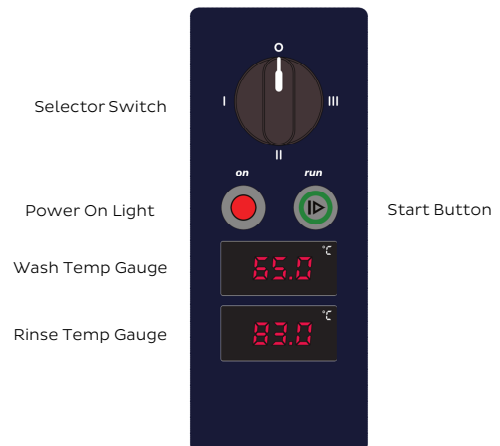 O
Selector Switch
I
III
II
on
run
Power On Light
Start Button
°C
Wash Temp Gauge
65.0
°C
Rinse Temp Gauge
83.0